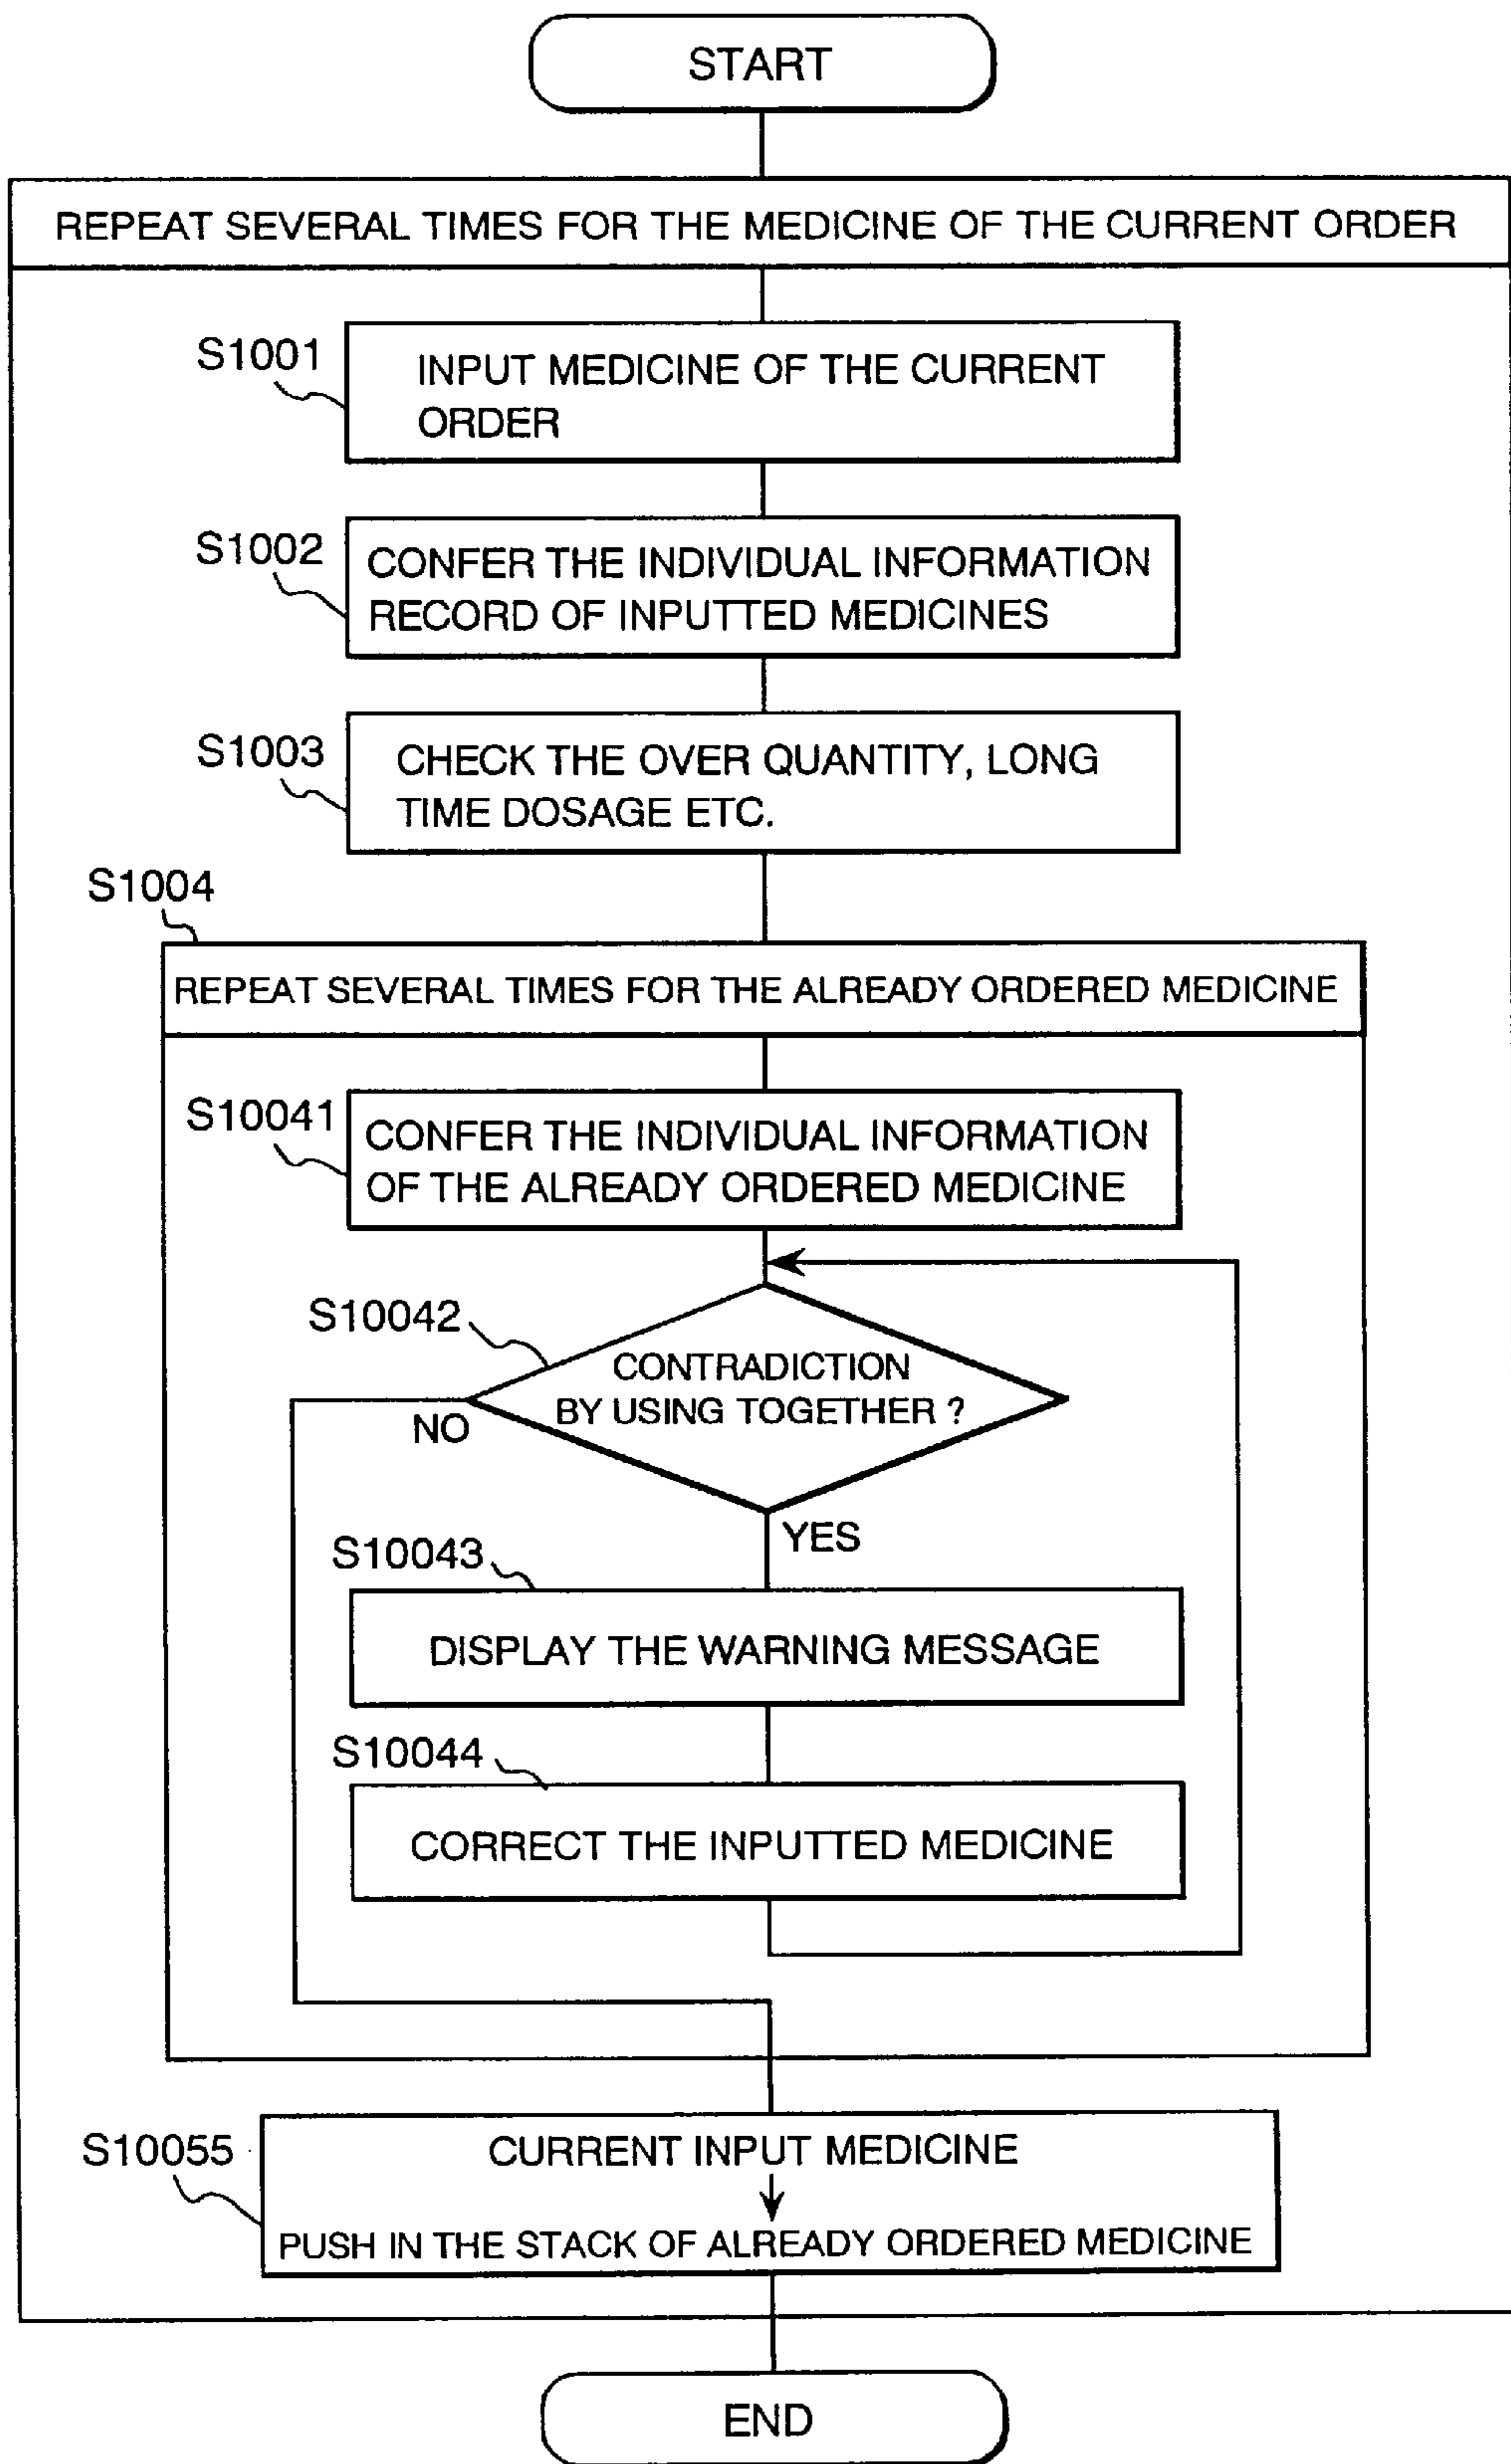 START
REPEAT SEVERAL TIMES FOR THE MEDICINE OF THE CURRENT ORDER
S1001
INPUT MEDICINE OF THE CURRENT
ORDER
S1002
CONFER THE INDIVIDUAL INFORMATION
RECORD OF INPUTTED MEDICINES
S1003
CHECK THE OVER QUANTITY, LONG
TIME DOSAGE ETC.
S1004
REPEAT SEVERAL TIMES FOR THE ALREADY ORDERED MEDICINE
S10041
CONFER THE INDIVIDUAL INFORMATION
OF THE ALREADY ORDERED MEDICINE
S10042
CONTRADICTION
BY USING TOGETHER ?
NO
YES
S10043
DISPLAY THE WARNING MESSAGE
S10044
CORRECT THE INPUTTED MEDICINE
S10055
CURRENT INPUT MEDICINE
PUSH IN THE STACK OF ALREADY ORDERED MEDICINE
END